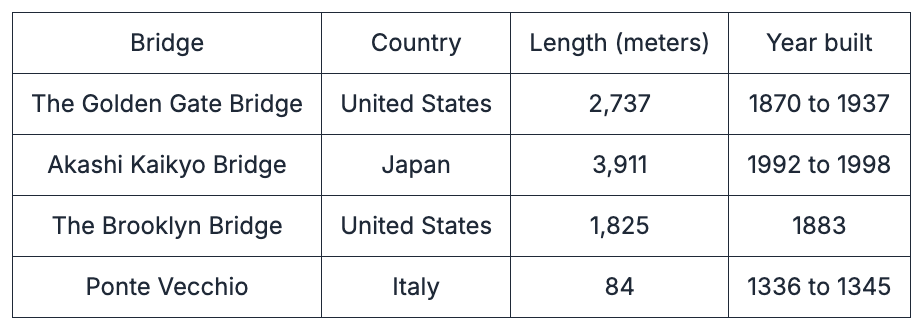 Bridge Country Length (meters) Year built
The Golden Gate Bridge United States 2,737 1870 to 1937
Akashi Kaikyo Bridge Japan 3,911 1992 to 1998
The Brooklyn Bridge United States 1,825 1883
Ponte Vecchio Italy 84 1336 to 1345